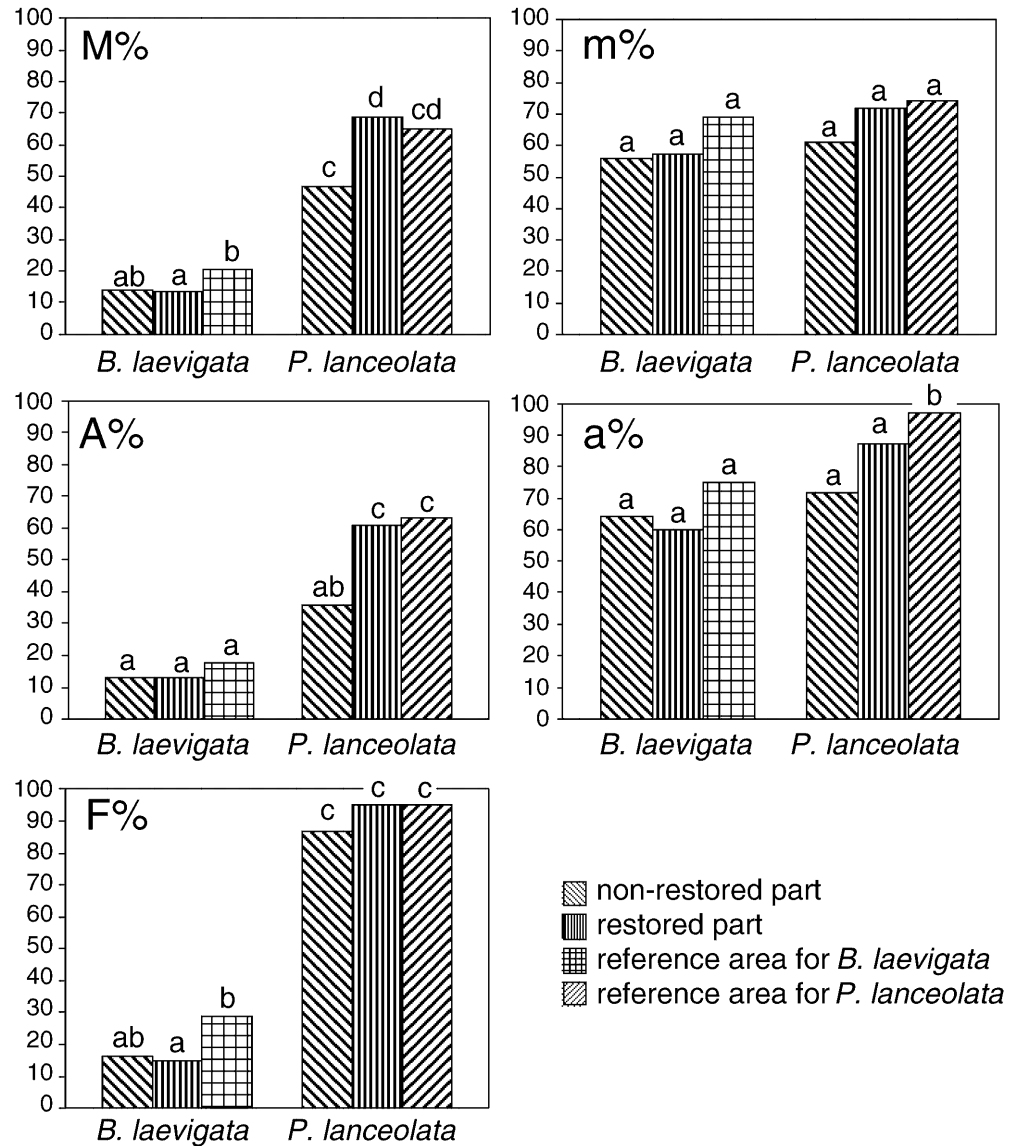 M%
100
90
80
70
60
50
40
30
20
10
0
ab a b c d cd
B. laevigata P. lanceolata
m%
100
90
80
70
60
50
40
30
20
10
0
a a a a a a
B. laevigata P. lanceolata
A%
100
90
80
70
60
50
40
30
20
10
0
a a a ab c c
B. laevigata P. lanceolata
a%
100
90
80
70
60
50
40
30
20
10
0
a a a a a b
B. laevigata P. lanceolata
F%
100
90
80
70
60
50
40
30
20
10
0
ab a b c c c
B. laevigata P. lanceolata
non-restored part
restored part
reference area for B. laevigata
reference area for P. lanceolata